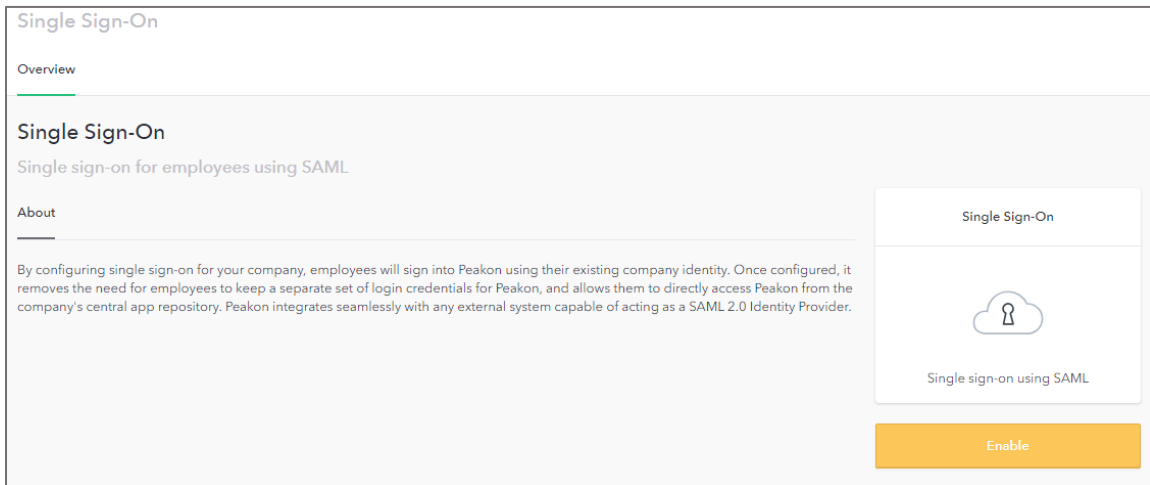 Single Sign-On
Overview
Single Sign-On
Single sign-on for employees using SAML
About
By configuring single sign-on for your company, employees will sign into Peakon using their existing company identity. Once configured, it
removes the need for employees to keep a separate set of login credentials for Peakon, and allows them to directly access Peakon from the
company's central app repository. Peakon integrates seamlessly with any external system capable of acting as a SAML 2.0 Identity Provider.
Single Sign-On
Single sign-on using SAML
Enable